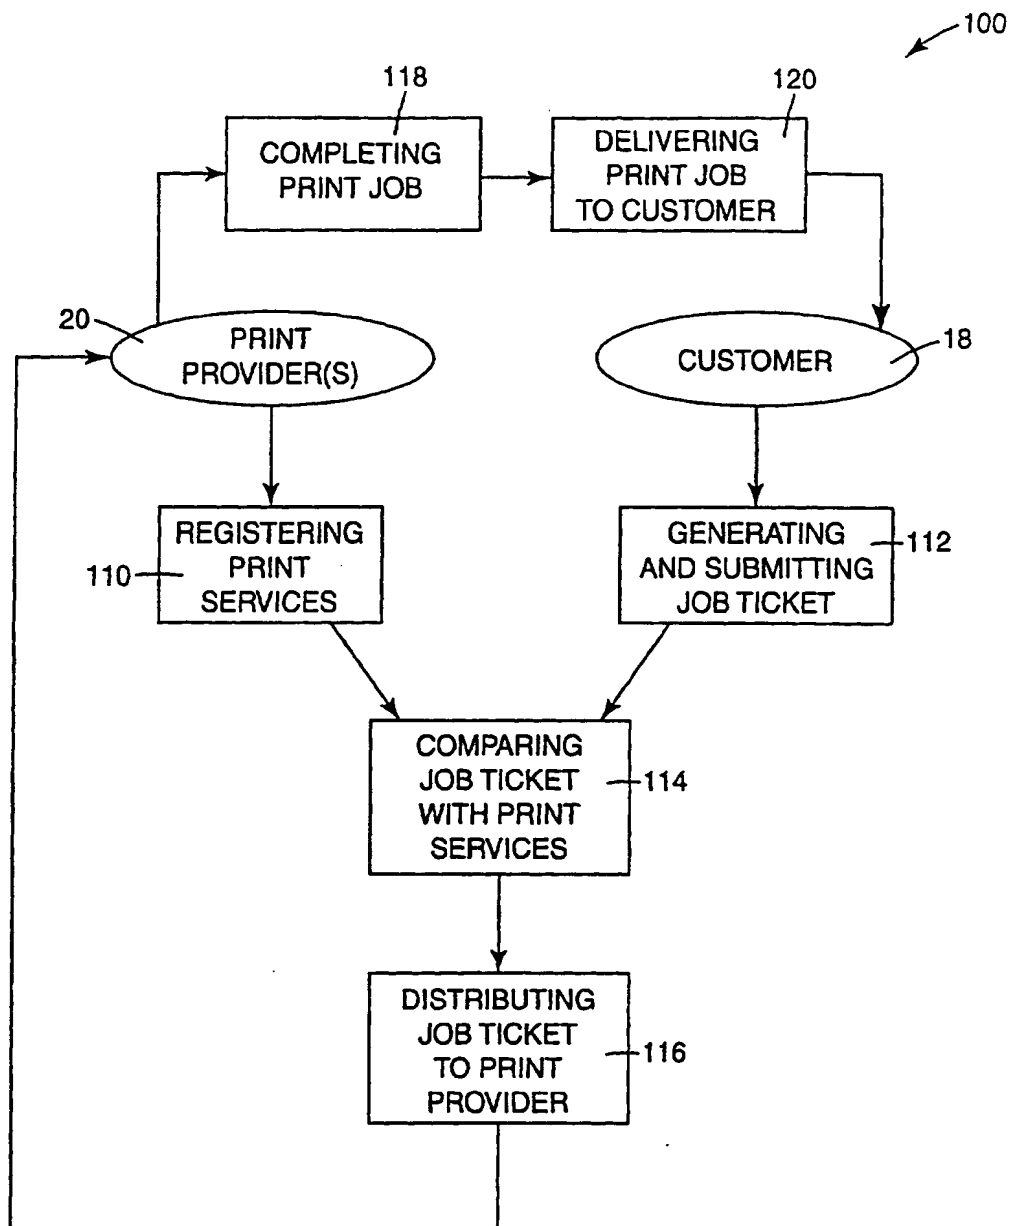 100
118
120
COMPLETING
PRINT JOB
DELIVERING
PRINT JOB
TO CUSTOMER
20
PRINT
PROVIDER(S)
CUSTOMER
18
REGISTERING
PRINT
SERVICES
110
GENERATING
AND SUBMITTING
JOB TICKET
112
COMPARING
JOB TICKET
WITH PRINT
SERVICES
114
DISTRIBUTING
JOB TICKET
TO PRINT
PROVIDER
116